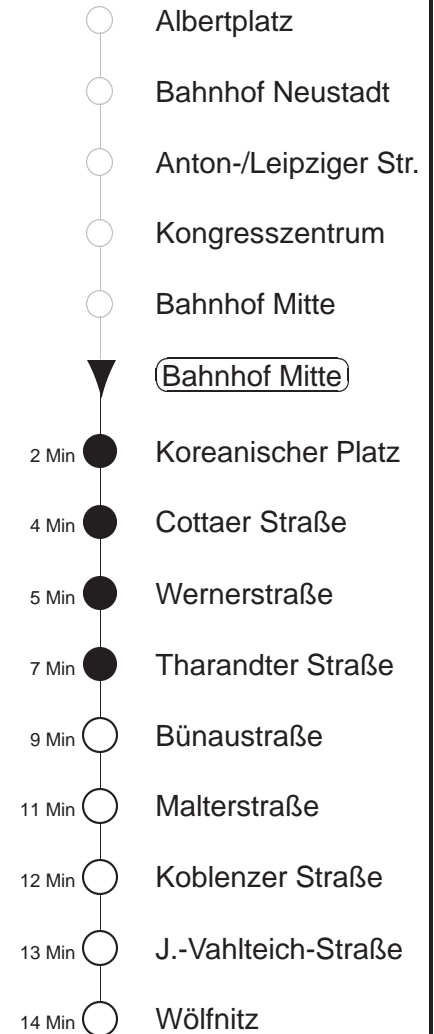 Albertplatz
Bahnhof Neustadt
Anton-/Leipziger Str.
Kongresszentrum
Bahnhof Mitte
Bahnhof Mitte
2 Min Koreanischer Platz
4 Min Cottaer Straße
5 Min Wernerstraße
7 Min Tharandter Straße
9 Min Bünaustraße
11 Min Malterstraße
12 Min Koblenzer Straße
13 Min J.-Vahlteich-Straße
14 Min Wölfnitz